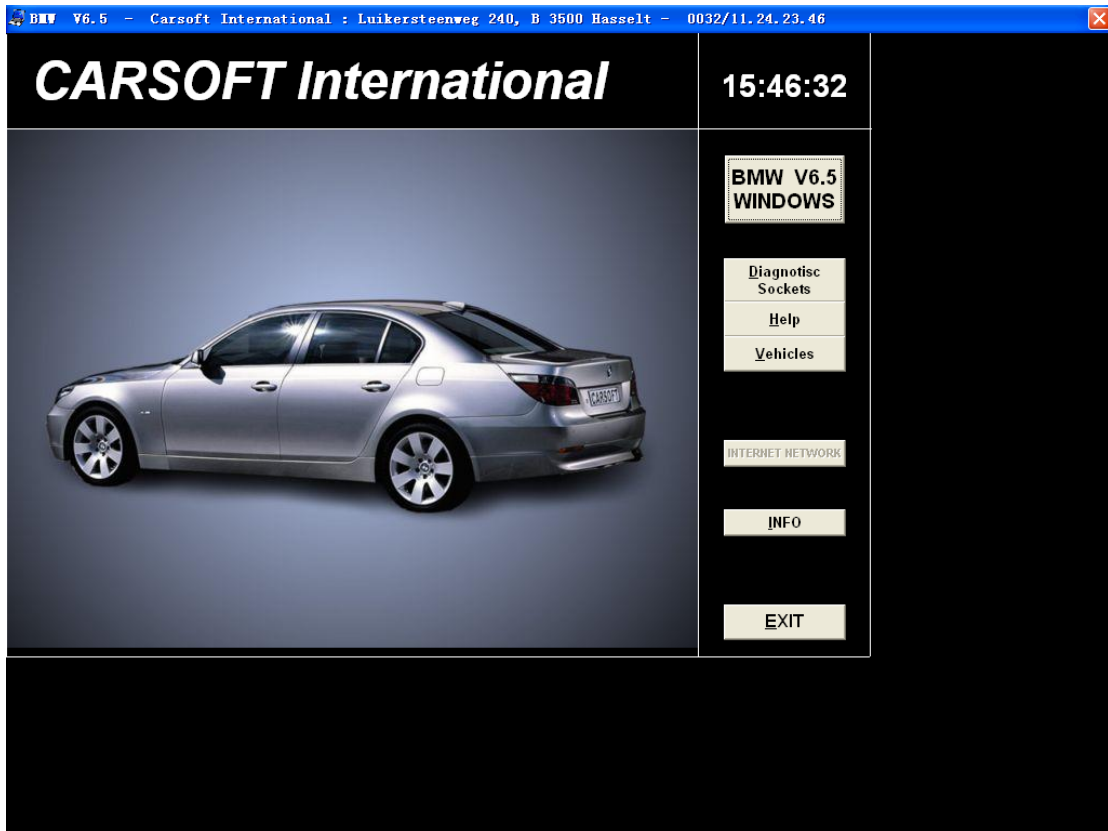 BMW V6.5 - Carsoft International : Luikersteenweg 240, B 3500 Hasselt - 0032/11.24.23.46
CARSOFT International
15:46:32
BMW V6.5
WINDOWS
Diagnotisc
Sockets
Help
Vehicles
CARSOFT
INTERNET NETWORK
INFO
EXIT